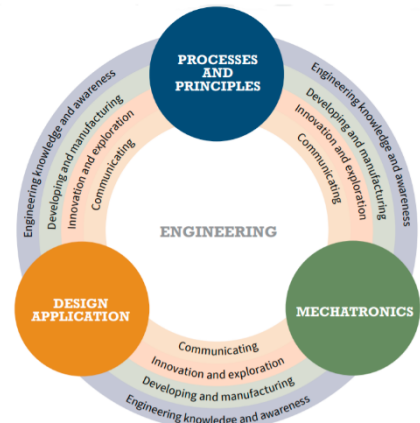 PROCESSES
AND
PRINCIPLES
Engineering knowledge and awareness
Developing and manufacturing
Innovation and exploration
Communicating
Engineering knowledge and awareness
Developing and manufacturing
Innovation and exploration
Communicating
ENGINEERING
DESIGN
APPLICATION
MECHATRONICS
Communicating
Innovation and exploration
Developing and manufacturing
Engineering knowledge and awareness